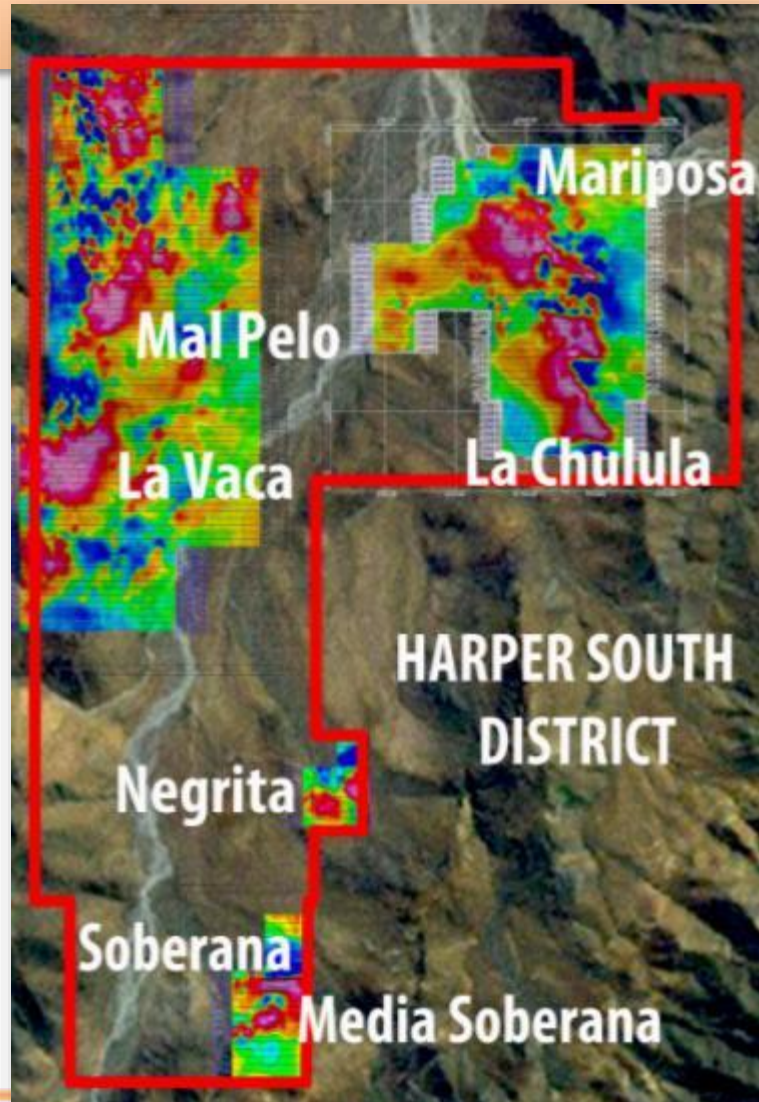 Mariposa
Mal Pelo
La Vaca
La Chulula
HARPER SOUTH
DISTRICT
Negrita
Soberana
Media Soberana